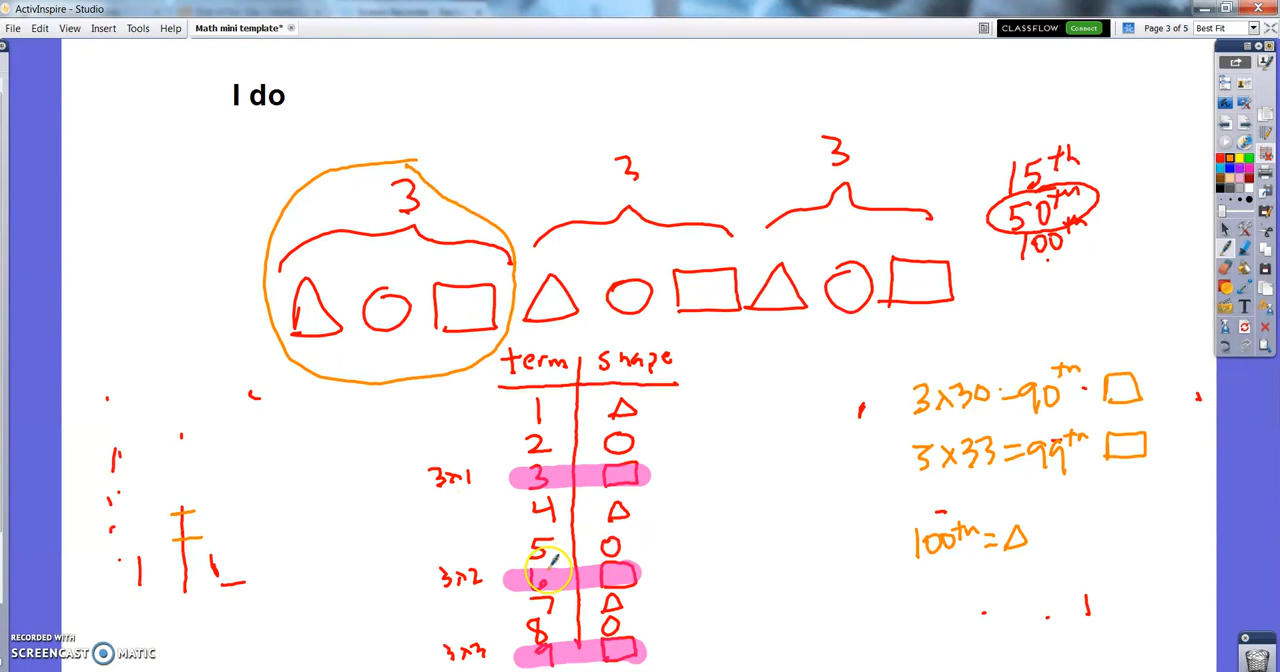 ActivInspire - Studio
File Edit View Insert Tools Help Math mini template* CLASSFLOW Connect Page 3 of 5 Best Fit
I do
3 3 3
15th
50th
100th
term shape
1
2
3x1 3
4
5
3x2 6
7
8
3x3 9
3x30=90th
3x33=99th
100th=
RECORDED WITH
SCREENCAST MATIC